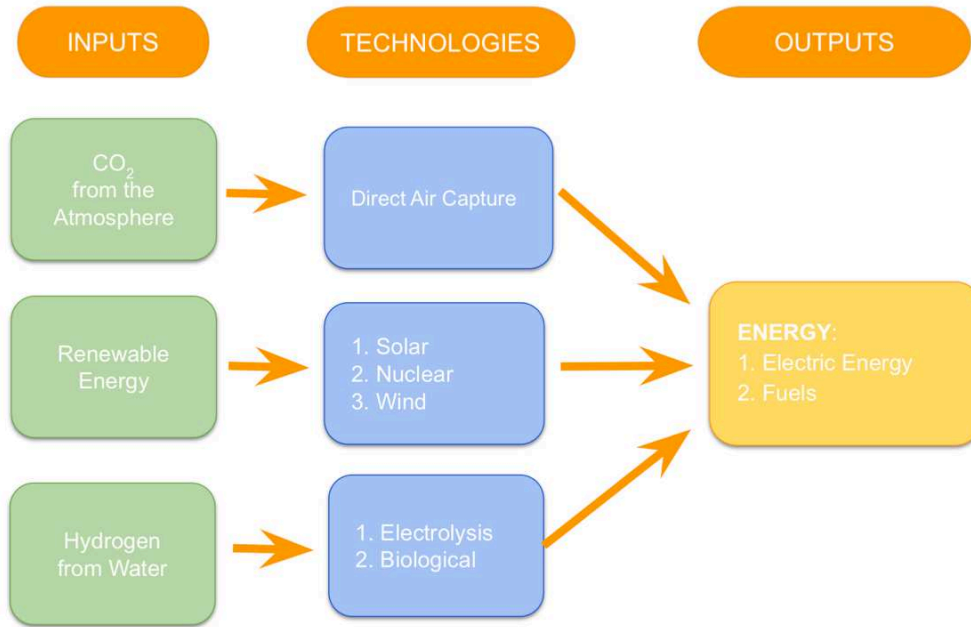 INPUTS
TECHNOLOGIES
OUTPUTS
CO₂
from the
Atmosphere
Direct Air Capture
Renewable
Energy
1. Solar
2. Nuclear
3. Wind
ENERGY:
1. Electric Energy
2. Fuels
Hydrogen
from Water
1. Electrolysis
2. Biological